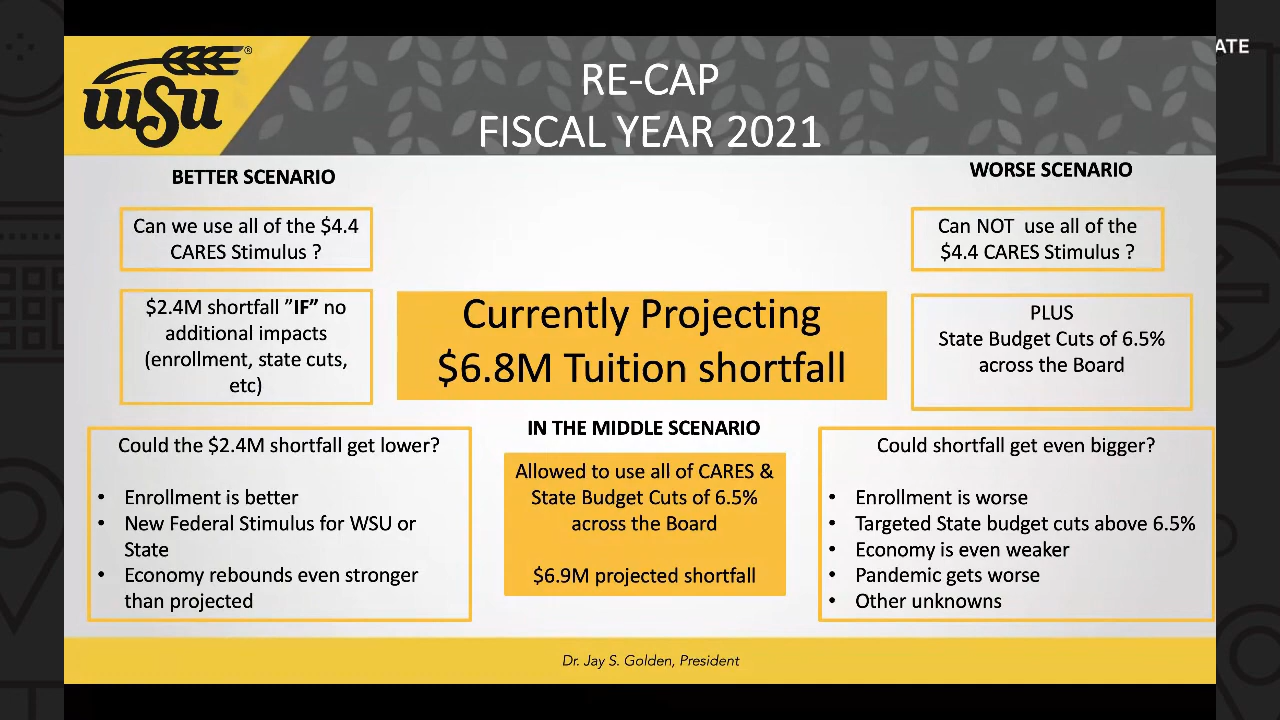 ATE
wsu
®
RE-CAP
FISCAL YEAR 2021
BETTER SCENARIO
Can we use all of the $4.4
CARES Stimulus ?
$2.4M shortfall ”IF” no
additional impacts
(enrollment, state cuts,
etc)
Could the $2.4M shortfall get lower?
• Enrollment is better
• New Federal Stimulus for WSU or
State
• Economy rebounds even stronger
than projected
Currently Projecting
$6.8M Tuition shortfall
IN THE MIDDLE SCENARIO
Allowed to use all of CARES &
State Budget Cuts of 6.5%
across the Board
$6.9M projected shortfall
WORSE SCENARIO
Can NOT use all of the
$4.4 CARES Stimulus ?
PLUS
State Budget Cuts of 6.5%
across the Board
Could shortfall get even bigger?
• Enrollment is worse
• Targeted State budget cuts above 6.5%
• Economy is even weaker
• Pandemic gets worse
• Other unknowns
Dr. Jay S. Golden, President